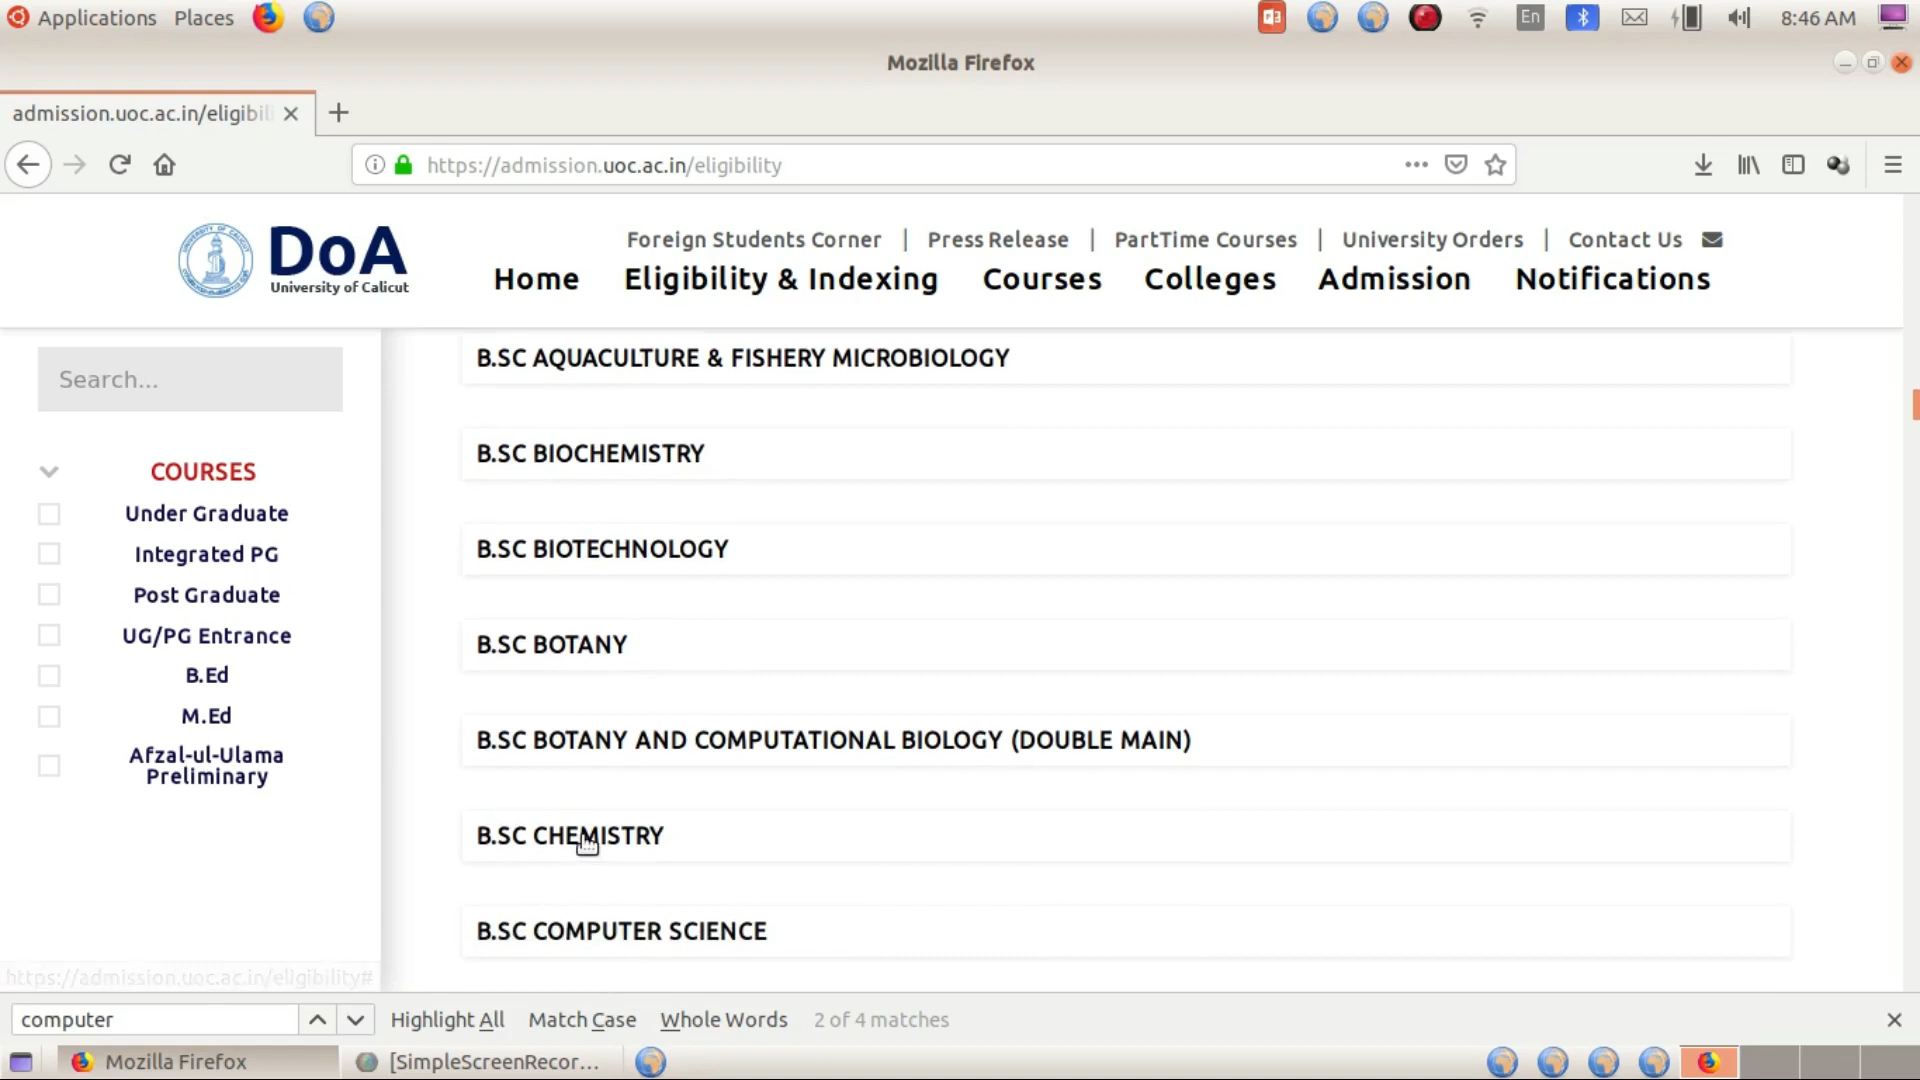 Applications Places
En
8:46 AM
Mozilla Firefox
admission.uoc.ac.in/eligibil
https://admission.uoc.ac.in/eligibility
DoA
University of Calicut
Foreign Students Corner | Press Release | PartTime Courses | University Orders | Contact Us
Home Eligibility & Indexing Courses Colleges Admission Notifications
Search...
COURSES
Under Graduate
Integrated PG
Post Graduate
UG/PG Entrance
B.Ed
M.Ed
Afzal-ul-Ulama
Preliminary
B.SC AQUACULTURE & FISHERY MICROBIOLOGY
B.SC BIOCHEMISTRY
B.SC BIOTECHNOLOGY
B.SC BOTANY
B.SC BOTANY AND COMPUTATIONAL BIOLOGY (DOUBLE MAIN)
B.SC CHEMISTRY
B.SC COMPUTER SCIENCE
https://admission.uoc.ac.in/eligibility#
computer Highlight All Match Case Whole Words 2 of 4 matches
Mozilla Firefox [SimpleScreenRecor...